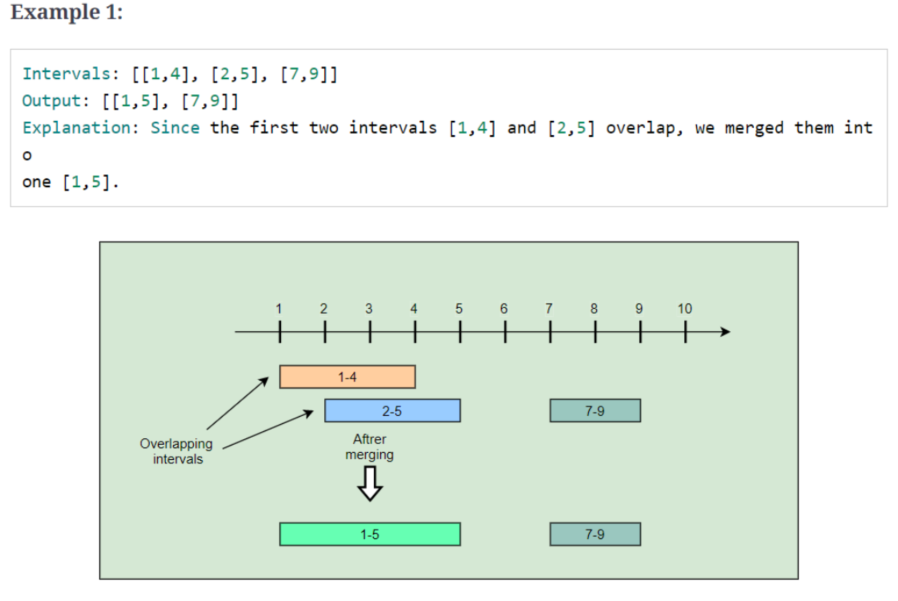 Example 1:
Intervals: [[1,4], [2,5], [7,9]]
Output: [[1,5], [7,9]]
Explanation: Since the first two intervals [1,4] and [2,5] overlap, we merged them int
o
one [1,5].
1 2 3 4 5 6 7 8 9 10
1-4
2-5 7-9
Overlapping
intervals
Aftrer
merging
1-5 7-9